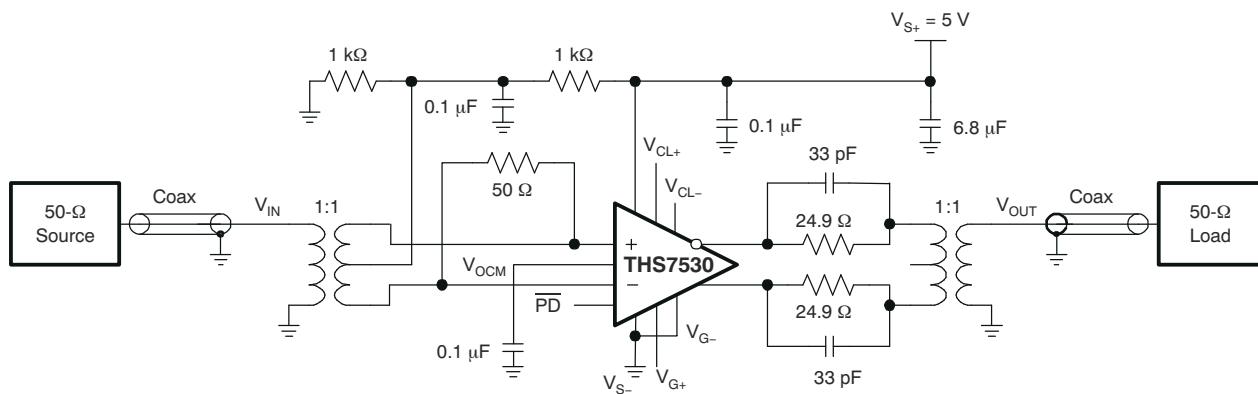 V_S+ = 5 V
1 kΩ
1 kΩ
0.1 µF
0.1 µF
6.8 µF
50 Ω
V_CL+
V_CL−
33 pF
50-Ω
Source
Coax
V_IN
1:1
24.9 Ω
1:1
V_OUT
Coax
50-Ω
Load
V_OCM
+
THS7530
−
PD
24.9 Ω
0.1 µF
V_S−
V_G+
V_G−
33 pF